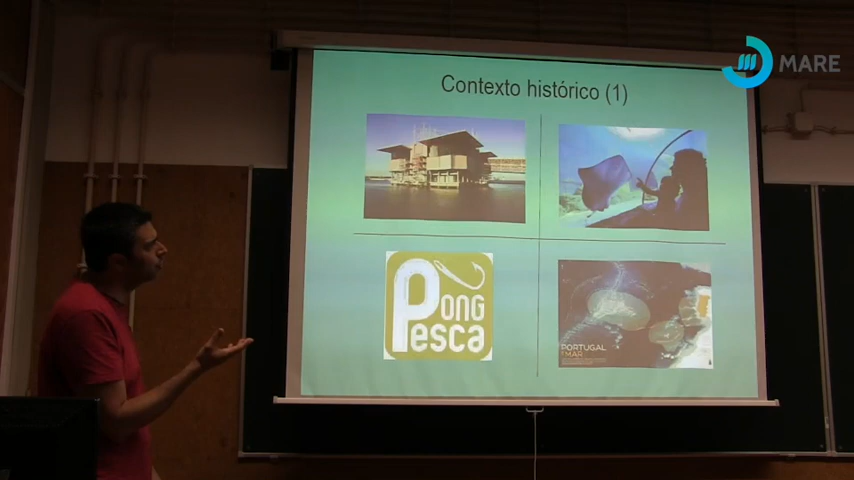 MARE
Contexto histórico (1)
PONG
Pesca
PORTUGAL
É MAR